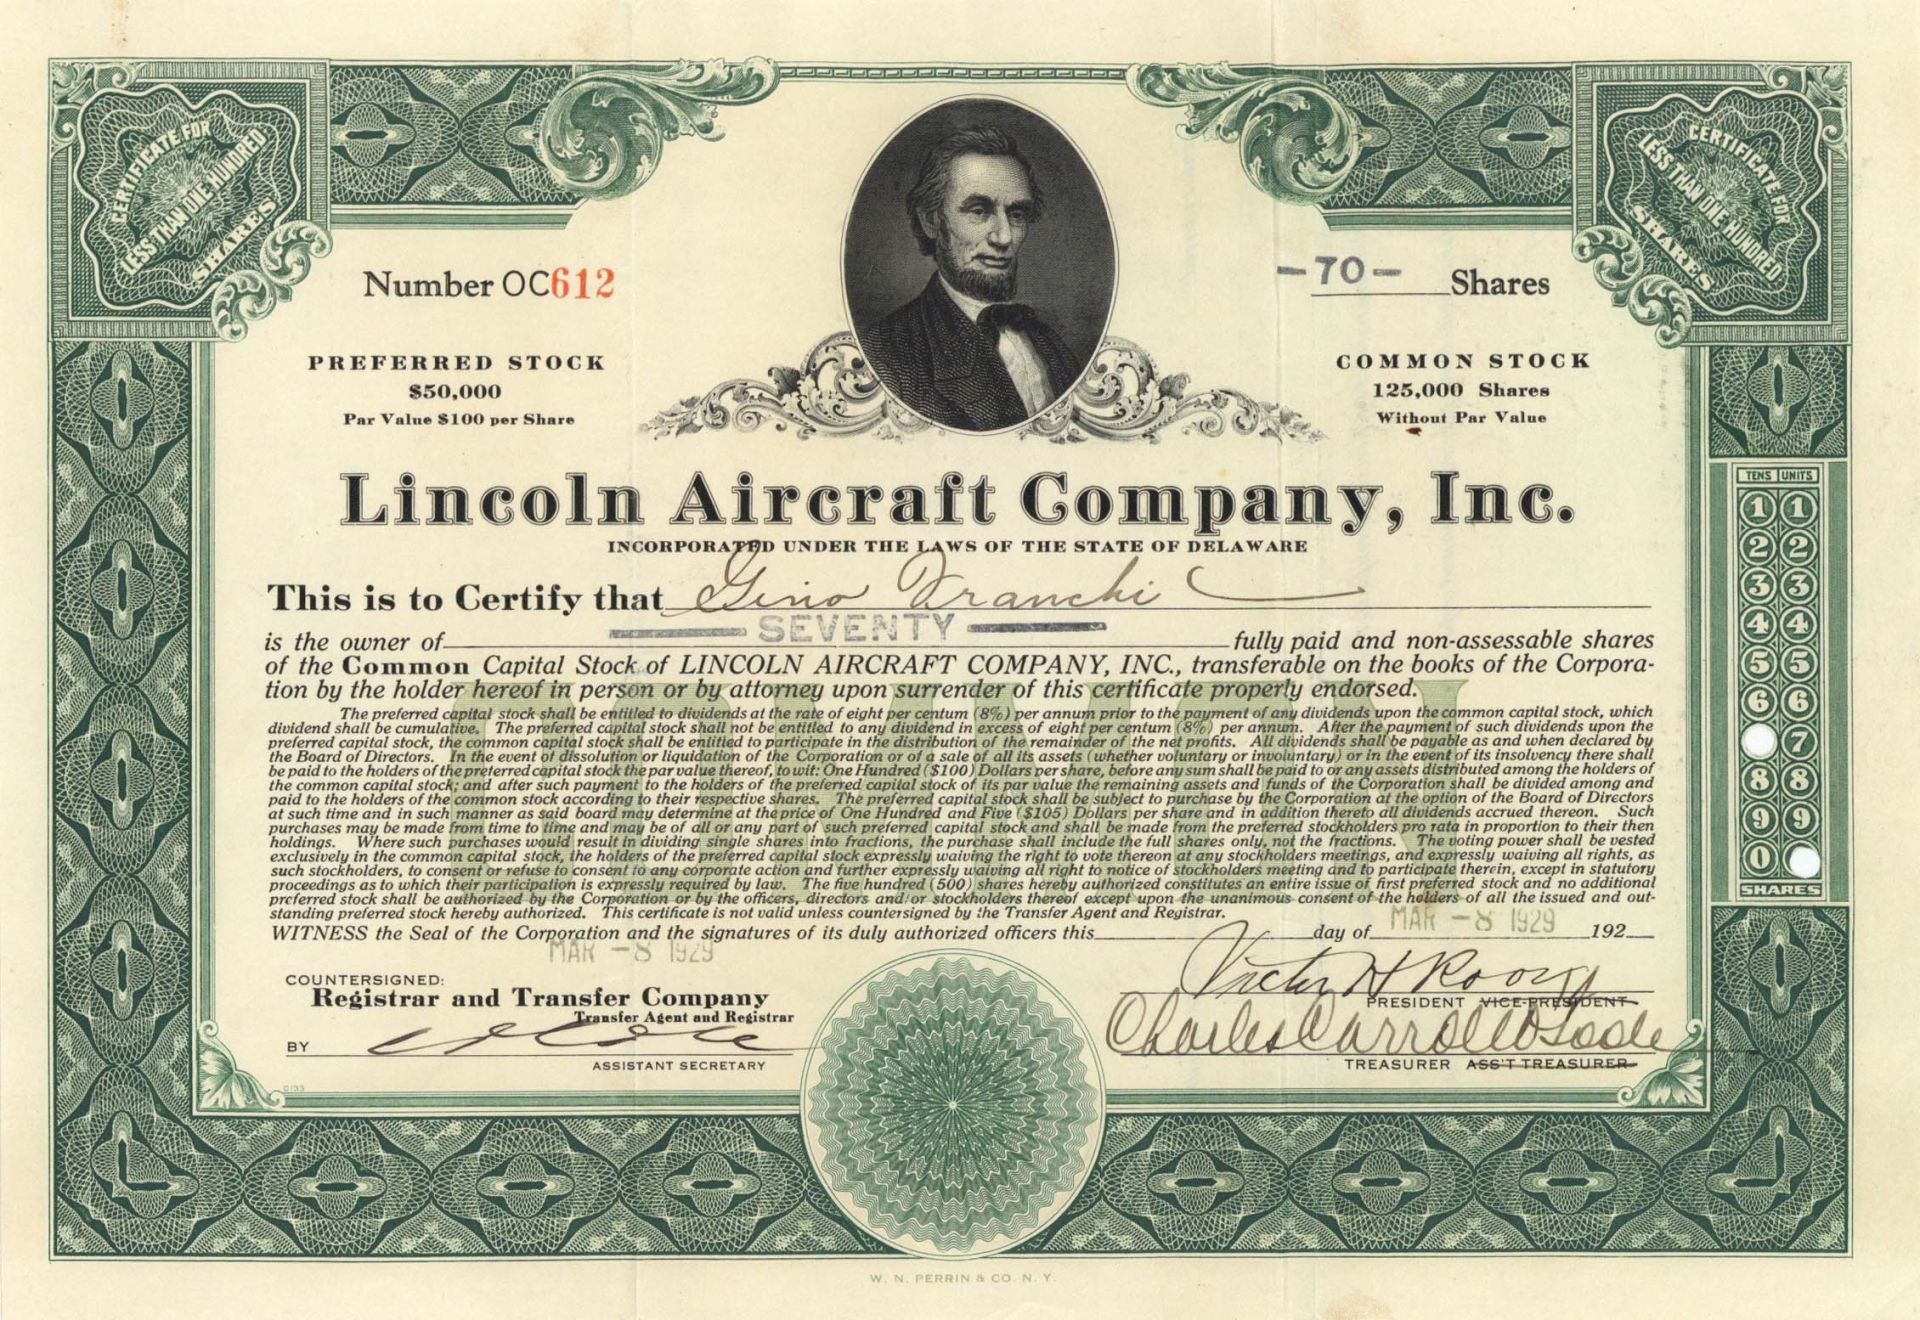 CERTIFICATE FOR
LESS THAN ONE HUNDRED
SHARES
CERTIFICATE FOR
LESS THAN ONE HUNDRED
SHARES
Number OC612
-70- Shares
PREFERRED STOCK
$50,000
Par Value $100 per Share
COMMON STOCK
125,000 Shares
Without Par Value
Lincoln Aircraft Company, Inc.
INCORPORATED UNDER THE LAWS OF THE STATE OF DELAWARE
This is to Certify that Gino Franchi
is the owner of SEVENTY fully paid and non-assessable shares
of the Common Capital Stock of LINCOLN AIRCRAFT COMPANY, INC., transferable on the books of the Corpora-
tion by the holder hereof in person or by attorney upon surrender of this certificate properly endorsed.
The preferred capital stock shall be entitled to dividends at the rate of eight per centum (8%) per annum prior to the payment of any dividends upon the common capital stock, which
dividend shall be cumulative. The preferred capital stock shall not be entitled to any dividend in excess of eight per centum (8%) per annum. After the payment of such dividends upon the
preferred capital stock, the common capital stock shall be entitled to participate in the distribution of the remainder of the net profits. All dividends shall be payable as and when declared by
the Board of Directors. In the event of dissolution or liquidation of the Corporation or of a sale of all its assets (whether voluntary or involuntary) or in the event of its insolvency there shall
be paid to the holders of the preferred capital stock the par value thereof, to wit: One Hundred ($100) Dollars per share, before any sum shall be paid to or any assets distributed among the holders of
the common capital stock; and after such payment to the holders of the preferred capital stock of its par value the remaining assets and funds of the Corporation shall be divided among and
paid to the holders of the common stock according to their respective shares. The preferred capital stock shall be subject to purchase by the Corporation at the option of the Board of Directors
at such time and in such manner as said board may determine at the price of One Hundred and Five ($105) Dollars per share and in addition thereto all dividends accrued thereon. Such
purchases may be made from time to time and may be of all or any part of such preferred capital stock and shall be made from the preferred stockholders pro rata in proportion to their then
holdings. Where such purchases would result in dividing single shares into fractions, the purchase shall include the full shares only, not the fractions. The voting power shall be vested
exclusively in the common capital stock, the holders of the preferred capital stock expressly waiving the right to vote thereon at any stockholders meetings, and expressly waiving all rights, as
such stockholders, to consent or refuse to consent to any corporate action and further expressly waiving all right to notice of stockholders meeting and to participate therein, except in statutory
proceedings as to which their participation is expressly required by law. The five hundred (500) shares hereby authorized constitutes an entire issue of first preferred stock and no additional
preferred stock shall be authorized by the Corporation or by the officers, directors and/or stockholders thereof except upon the unanimous consent of the holders of all the issued and out-
standing preferred stock hereby authorized. This certificate is not valid unless countersigned by the Transfer Agent and Registrar.
WITNESS the Seal of the Corporation and the signatures of its duly authorized officers this day of MAR -8 1929 192
MAR -8 1929
COUNTERSIGNED:
Registrar and Transfer Company
Transfer Agent and Registrar
BY
ASSISTANT SECRETARY
Victor H
PRESIDENT VICE-PRESIDENT
Charles Carroll
TREASURER ASS'T TREASURER
TENS UNITS
1 1
2 2
3 3
4 4
5 5
6 6
7
8 8
9 9
0
SHARES
C133
W. N. PERRIN & CO. N. Y.